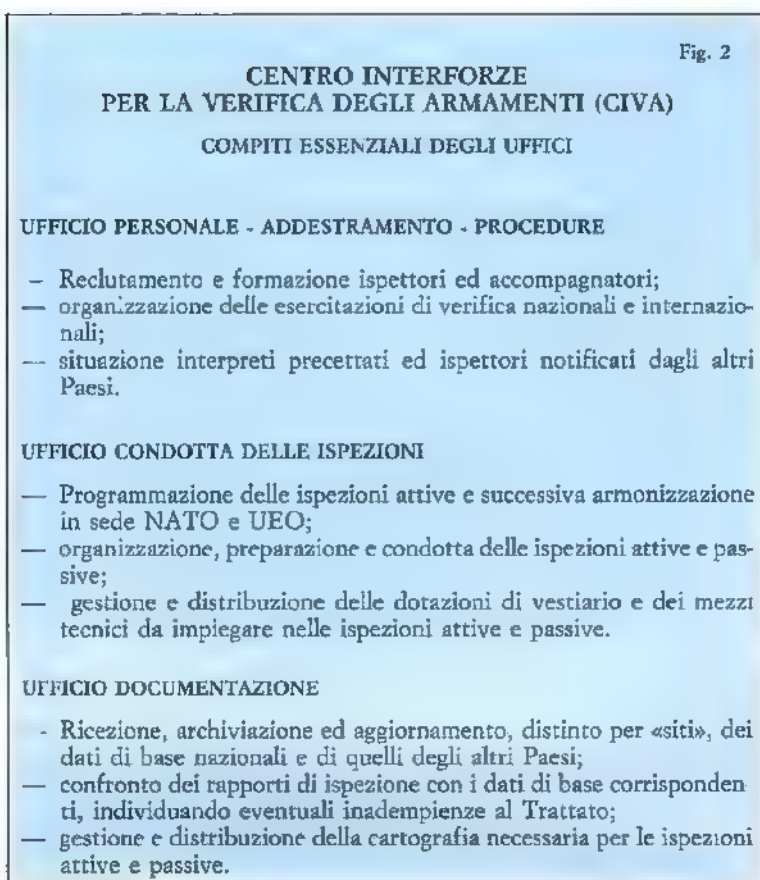 Fig. 2
CENTRO INTERFORZE
PER LA VERIFICA DEGLI ARMAMENTI (CIVA)
COMPITI ESSENZIALI DEGLI UFFICI
UFFICIO PERSONALE - ADDESTRAMENTO - PROCEDURE
– Reclutamento e formazione ispettori ed accompagnatori;
— organizzazione delle esercitazioni di verifica nazionali e internazio-
nali;
— situazione interpreti precettati ed ispettori notificati dagli altri
Paesi.
UFFICIO CONDOTTA DELLE ISPEZIONI
— Programmazione delle ispezioni attive e successiva armonizzazione
in sede NATO e UEO;
— organizzazione, preparazione e condotta delle ispezioni attive e pas-
sive;
— gestione e distribuzione delle dotazioni di vestiario e dei mezzi
tecnici da impiegare nelle ispezioni attive e passive.
UFFICIO DOCUMENTAZIONE
- Ricezione, archiviazione ed aggiornamento, distinto per «siti», dei
dati di base nazionali e di quelli degli altri Paesi;
— confronto dei rapporti di ispezione con i dati di base corrisponden
ti, individuando eventuali inadempienze al Trattato;
— gestione e distribuzione della cartografia necessaria per le ispezioni
attive e passive.